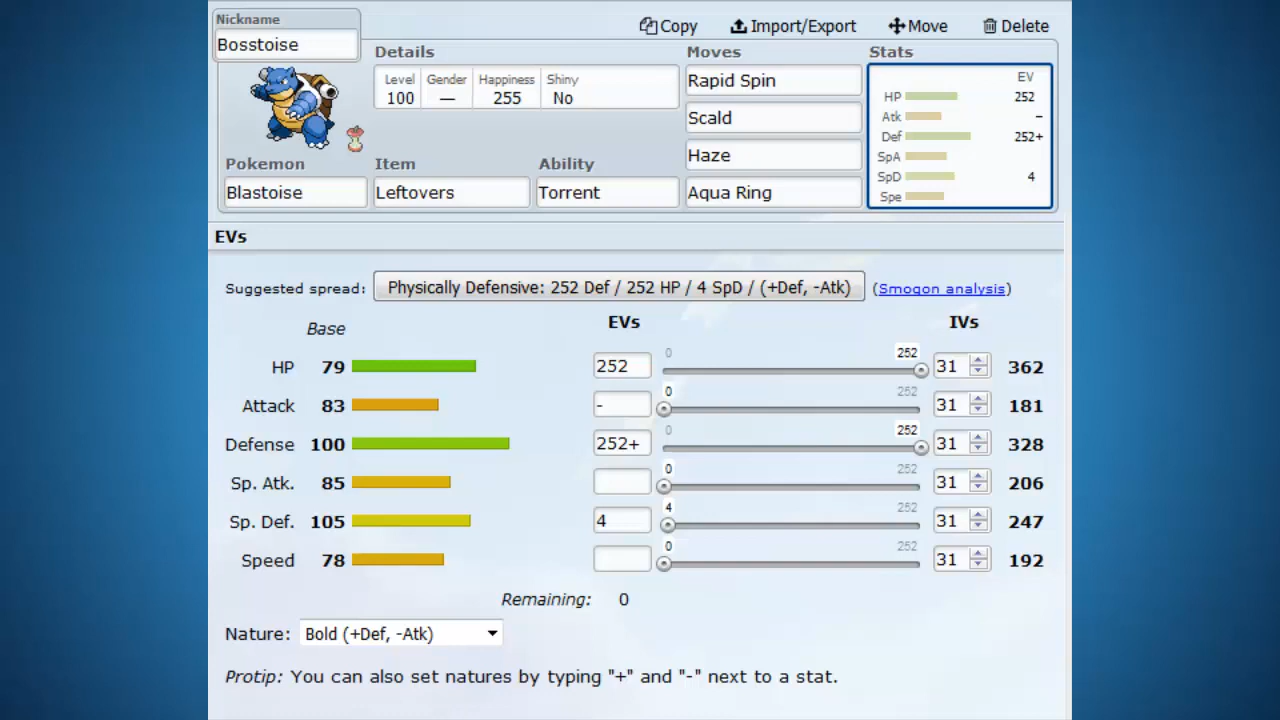 Nickname
Bosstoise
Copy Import/Export Move Delete
Details Moves Stats
Level Gender Happiness Shiny
100 — 255 No
Rapid Spin
Scald
Haze
Aqua Ring
EV
HP 252
Atk –
Def 252+
SpA
SpD 4
Spe
Pokemon Item Ability
Blastoise Leftovers Torrent
EVs
Suggested spread: Physically Defensive: 252 Def / 252 HP / 4 SpD / (+Def, -Atk) (Smogon analysis)
Base EVs IVs
HP 79 252 0 252 31 362
Attack 83 - 0 252 31 181
Defense 100 252+ 0 252 31 328
Sp. Atk. 85 0 252 31 206
Sp. Def. 105 4 4 252 31 247
Speed 78 0 252 31 192
Remaining: 0
Nature: Bold (+Def, -Atk)
Protip: You can also set natures by typing "+" and "-" next to a stat.